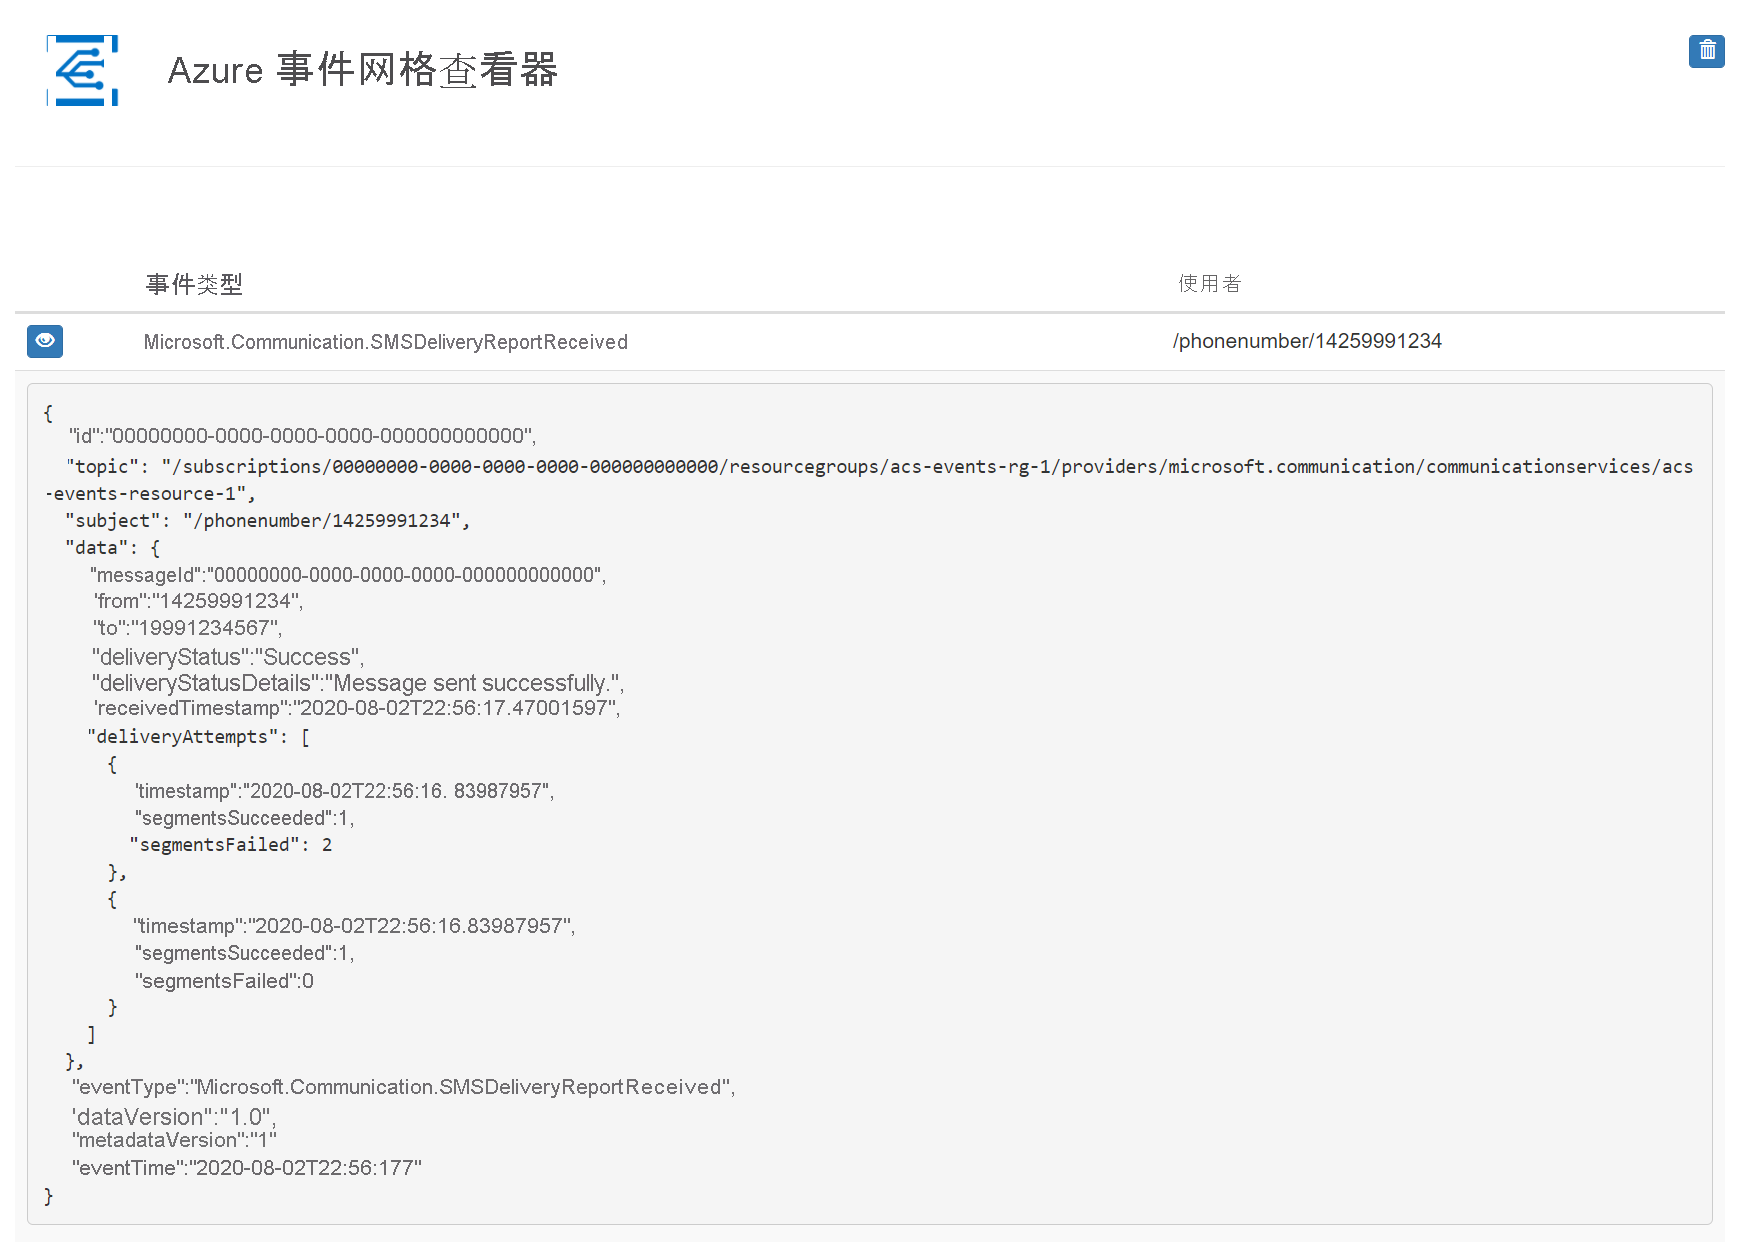 Azure 事件网格查看器
事件类型 使用者
Microsoft.Communication.SMSDeliveryReportReceived /phonenumber/14259991234
{
"id":"00000000-0000-0000-0000-000000000000",
"topic": "/subscriptions/00000000-0000-0000-0000-000000000000/resourcegroups/acs-events-rg-1/providers/microsoft.communication/communicationservices/acs
-events-resource-1",
"subject": "/phonenumber/14259991234",
"data": {
"messageId":"00000000-0000-0000-0000-000000000000",
'from":"14259991234",
"to":"19991234567",
"deliveryStatus":"Success",
"deliveryStatusDetails":"Message sent successfully.",
'receivedTimestamp":"2020-08-02T22:56:17.47001597",
"deliveryAttempts": [
{
'timestamp":"2020-08-02T22:56:16. 83987957",
"segmentsSucceeded":1,
"segmentsFailed": 2
},
{
"timestamp":"2020-08-02T22:56:16.83987957",
"segmentsSucceeded":1,
"segmentsFailed":0
}
]
},
"eventType":"Microsoft.Communication.SMSDeliveryReportReceived",
'dataVersion":"1.0",
"metadataVersion":"1"
"eventTime":"2020-08-02T22:56:177"
}